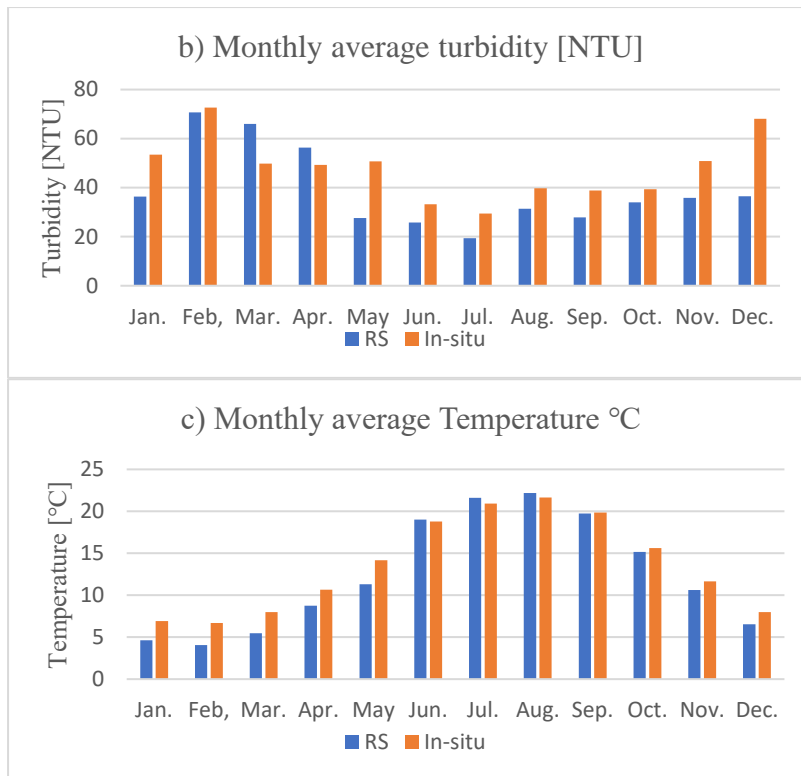 b) Monthly average turbidity [NTU]
80
60
40
20
0
Turbidity [NTU]
Jan. Feb, Mar. Apr. May Jun. Jul. Aug. Sep. Oct. Nov. Dec.
RS In-situ
c) Monthly average Temperature °C
25
20
15
10
5
0
Temperature [°C]
Jan. Feb, Mar. Apr. May Jun. Jul. Aug. Sep. Oct. Nov. Dec.
RS In-situ